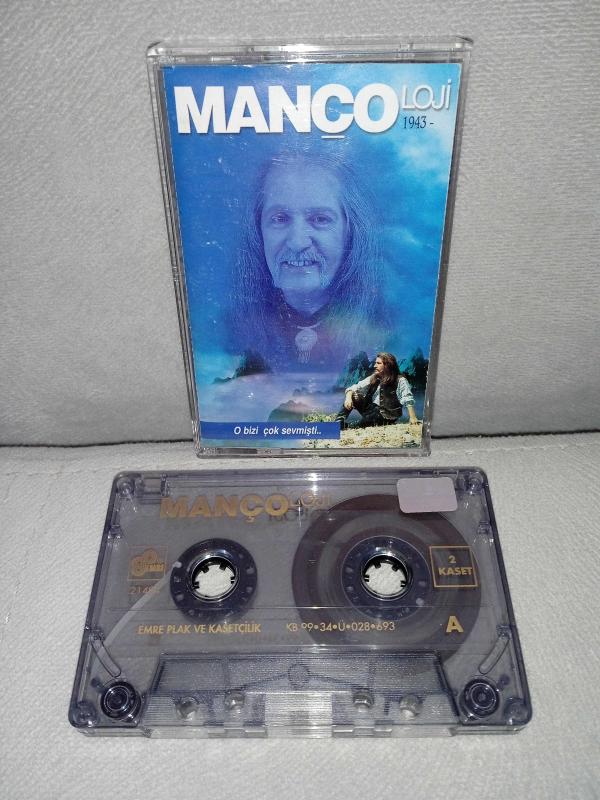 MANÇO LOJİ
1943 -
O bizi çok sevmişti..
MANÇO LOJİ
2
KASET
EMRE PLAK VE KASETÇİLİK KB 99•34•Ü•028•693
A